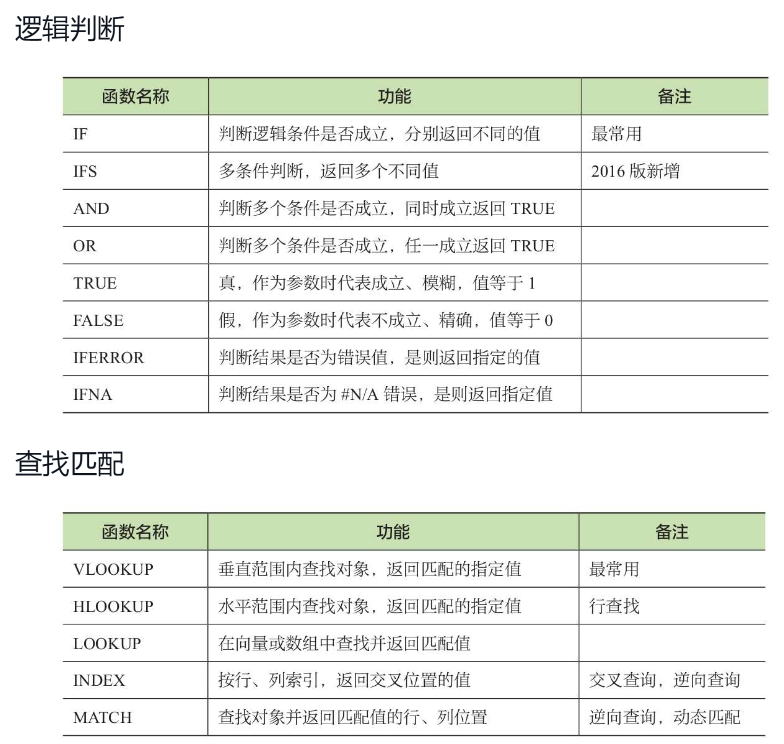 逻辑判断
函数名称 功能 备注
IF 判断逻辑条件是否成立，分别返回不同的值 最常用
IFS 多条件判断，返回多个不同值 2016 版新增
AND 判断多个条件是否成立，同时成立返回 TRUE
OR 判断多个条件是否成立，任一成立返回 TRUE
TRUE 真，作为参数时代表成立、模糊，值等于 1
FALSE 假，作为参数时代表不成立、精确，值等于 0
IFERROR 判断结果是否为错误值，是则返回指定的值
IFNA 判断结果是否为 #N/A 错误，是则返回指定值
查找匹配
函数名称 功能 备注
VLOOKUP 垂直范围内查找对象，返回匹配的指定值 最常用
HLOOKUP 水平范围内查找对象，返回匹配的指定值 行查找
LOOKUP 在向量或数组中查找并返回匹配值
INDEX 按行、列索引，返回交叉位置的值 交叉查询，逆向查询
MATCH 查找对象并返回匹配值的行、列位置 逆向查询，动态匹配